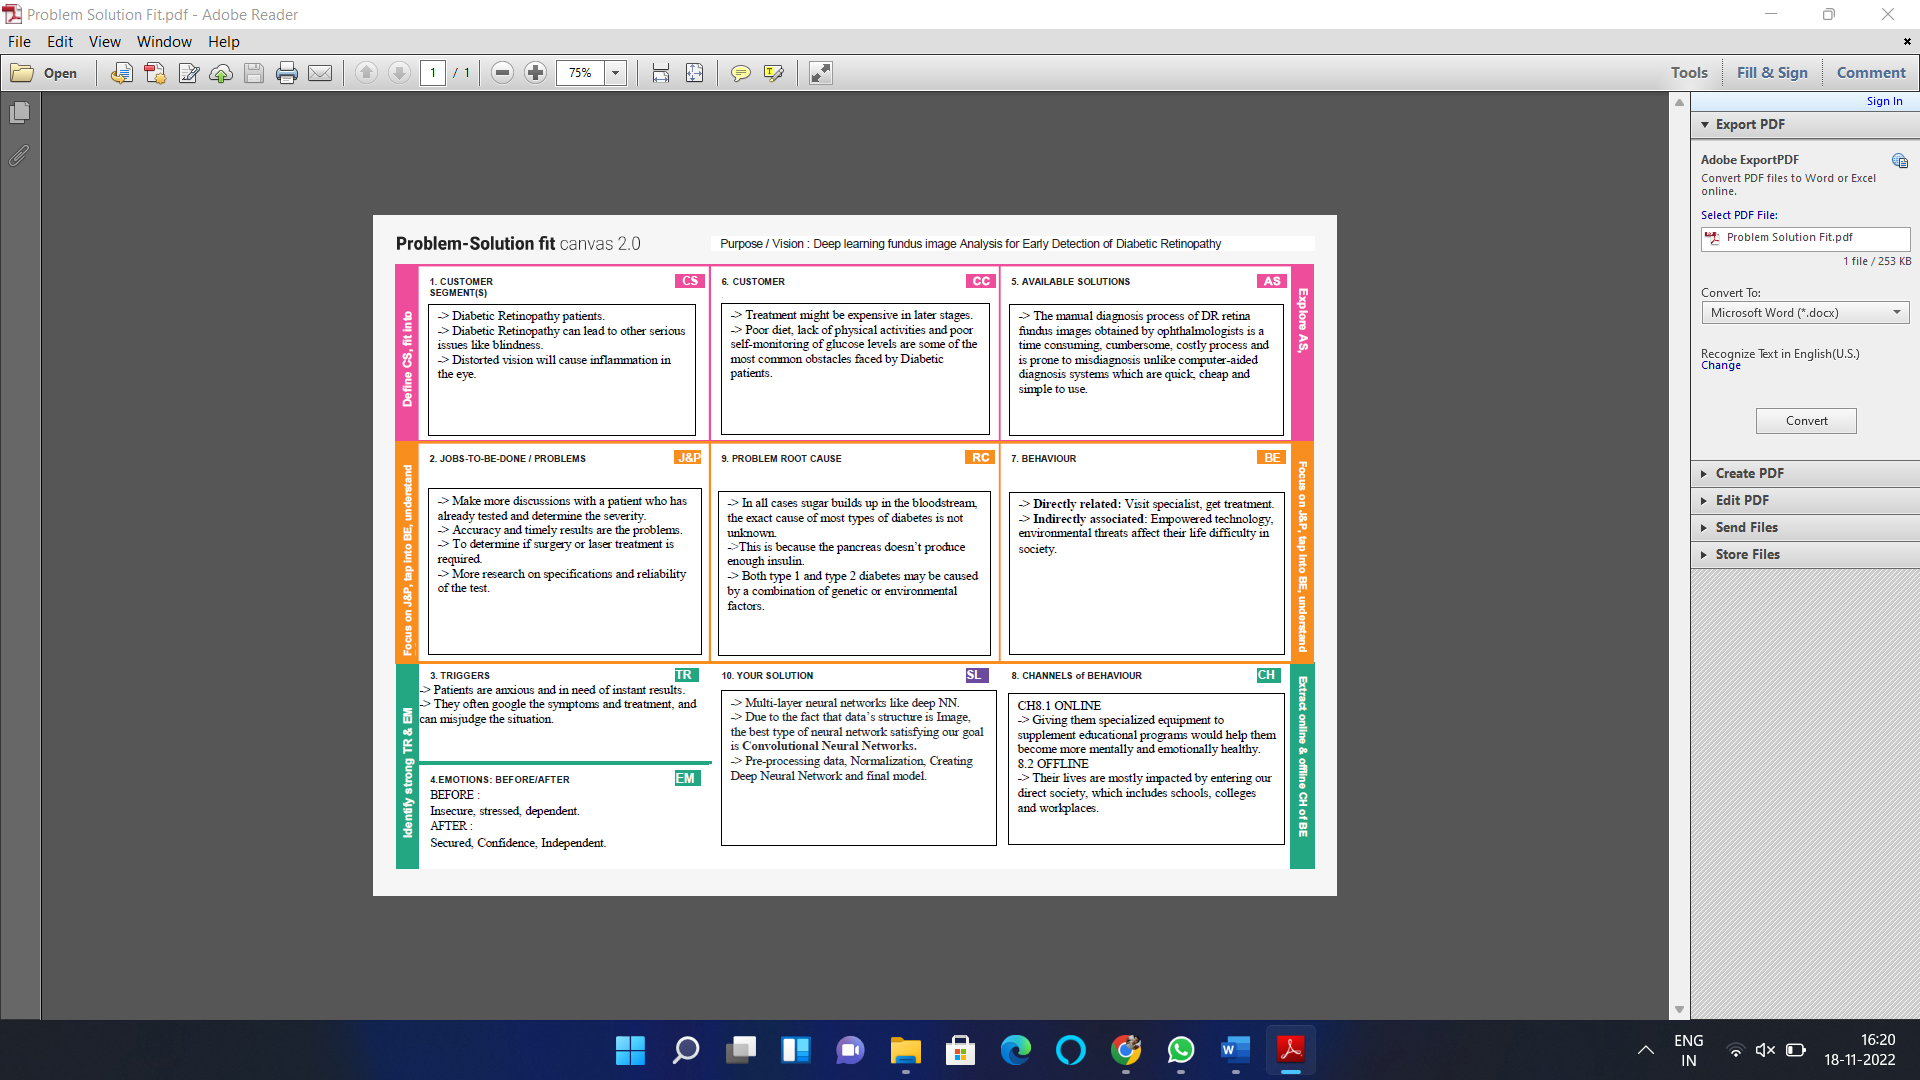 Problem Solution Fit.pdf - Adobe Reader
File Edit View Window Help
Open
1 / 1
75%
Tools
Fill & Sign
Comment
Sign In
Export PDF
Adobe ExportPDF
Convert PDF files to Word or Excel
online.
Select PDF File:
Problem Solution Fit.pdf
1 file / 253 KB
Convert To:
Microsoft Word (*.docx)
Recognize Text in English(U.S.)
Change
Convert
Create PDF
Edit PDF
Send Files
Store Files
Problem-Solution fit canvas 2.0
Purpose / Vision : Deep learning fundus image Analysis for Early Detection of Diabetic Retinopathy
Define CS, fit into
1. CUSTOMER
SEGMENT(S)
CS
-> Diabetic Retinopathy patients.
-> Diabetic Retinopathy can lead to other serious
issues like blindness.
-> Distorted vision will cause inflammation in
the eye.
6. CUSTOMER
CC
-> Treatment might be expensive in later stages.
-> Poor diet, lack of physical activities and poor
self-monitoring of glucose levels are some of the
most common obstacles faced by Diabetic
patients.
5. AVAILABLE SOLUTIONS
AS
-> The manual diagnosis process of DR retina
fundus images obtained by ophthalmologists is a
time consuming, cumbersome, costly process and
is prone to misdiagnosis unlike computer-aided
diagnosis systems which are quick, cheap and
simple to use.
Explore AS,
Focus on J&P, tap into BE, understand
2. JOBS-TO-BE-DONE / PROBLEMS
J&P
-> Make more discussions with a patient who has
already tested and determine the severity.
-> Accuracy and timely results are the problems.
-> To determine if surgery or laser treatment is
required.
-> More research on specifications and reliability
of the test.
9. PROBLEM ROOT CAUSE
RC
-> In all cases sugar builds up in the bloodstream,
the exact cause of most types of diabetes is not
unknown.
->This is because the pancreas doesn't produce
enough insulin.
-> Both type 1 and type 2 diabetes may be caused
by a combination of genetic or environmental
factors.
7. BEHAVIOUR
BE
-> Directly related: Visit specialist, get treatment.
-> Indirectly associated: Empowered technology,
environmental threats affect their life difficulty in
society.
Focus on J&P, tap into BE, understand
Identify strong TR & EM
3. TRIGGERS
TR
-> Patients are anxious and in need of instant results.
-> They often google the symptoms and treatment, and
can misjudge the situation.
4.EMOTIONS: BEFORE/AFTER
EM
BEFORE :
Insecure, stressed, dependent.
AFTER :
Secured, Confidence, Independent.
10. YOUR SOLUTION
SL
-> Multi-layer neural networks like deep NN.
-> Due to the fact that data's structure is Image,
the best type of neural network satisfying our goal
is Convolutional Neural Networks.
-> Pre-processing data, Normalization, Creating
Deep Neural Network and final model.
8. CHANNELS of BEHAVIOUR
CH
CH8.1 ONLINE
-> Giving them specialized equipment to
supplement educational programs would help them
become more mentally and emotionally healthy.
8.2 OFFLINE
-> Their lives are mostly impacted by entering our
direct society, which includes schools, colleges
and workplaces.
Extract online & offline CH of BE
ENG
IN
16:20
18-11-2022